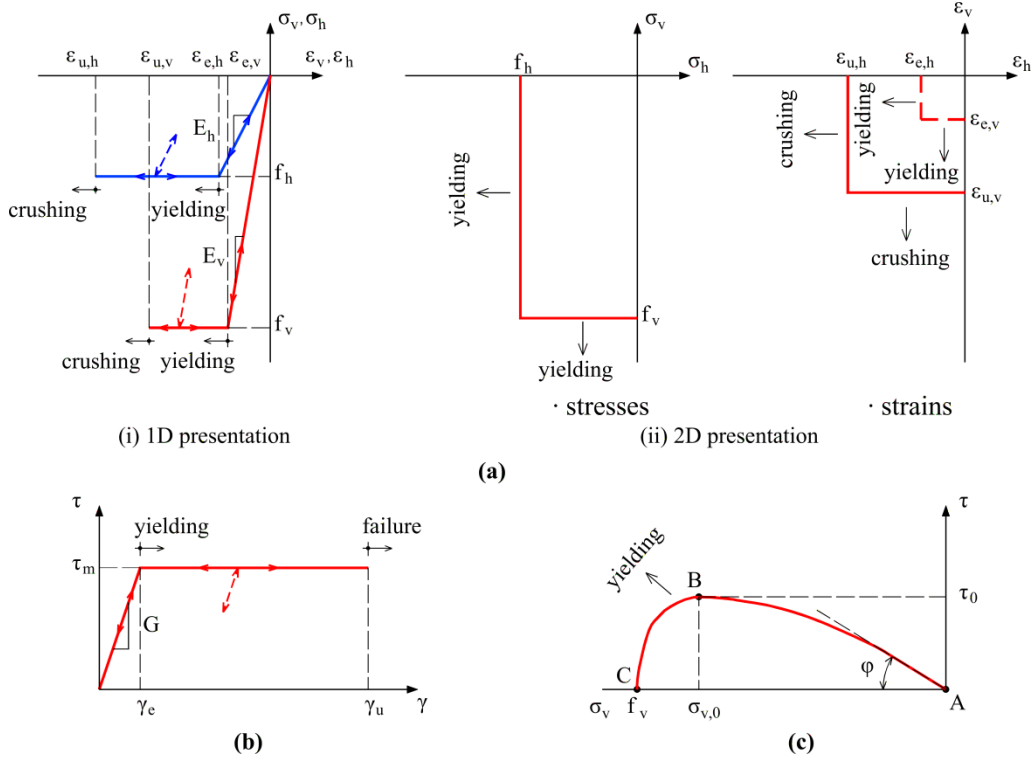 σv,σh
εu,h εu,v εe,h εe,v εv,εh
Eh
fh
crushing yielding
Ev
fv
crushing yielding
(i) 1D presentation
σv
fh σh
yielding
fv
yielding
· stresses
εv
εu,h εe,h εh
crushing
yielding
εe,v
yielding
εu,v
crushing
· strains
(ii) 2D presentation
(a)
τ
yielding failure
τm
G
γe γu γ
(b)
τ
yielding
B
τ0
C φ
A
σv fv σv,0
(c)